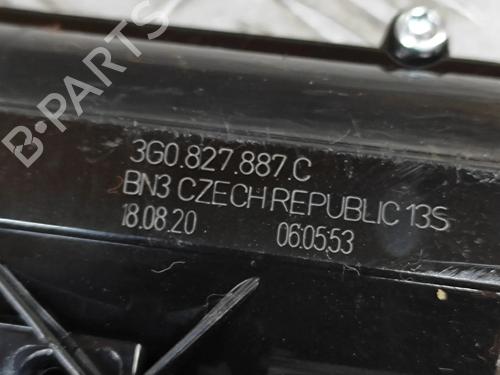 B-PARTS
3G0.827.887.C
BN3 CZECH REPUBLIC 13S
18.08.20 06:05:53